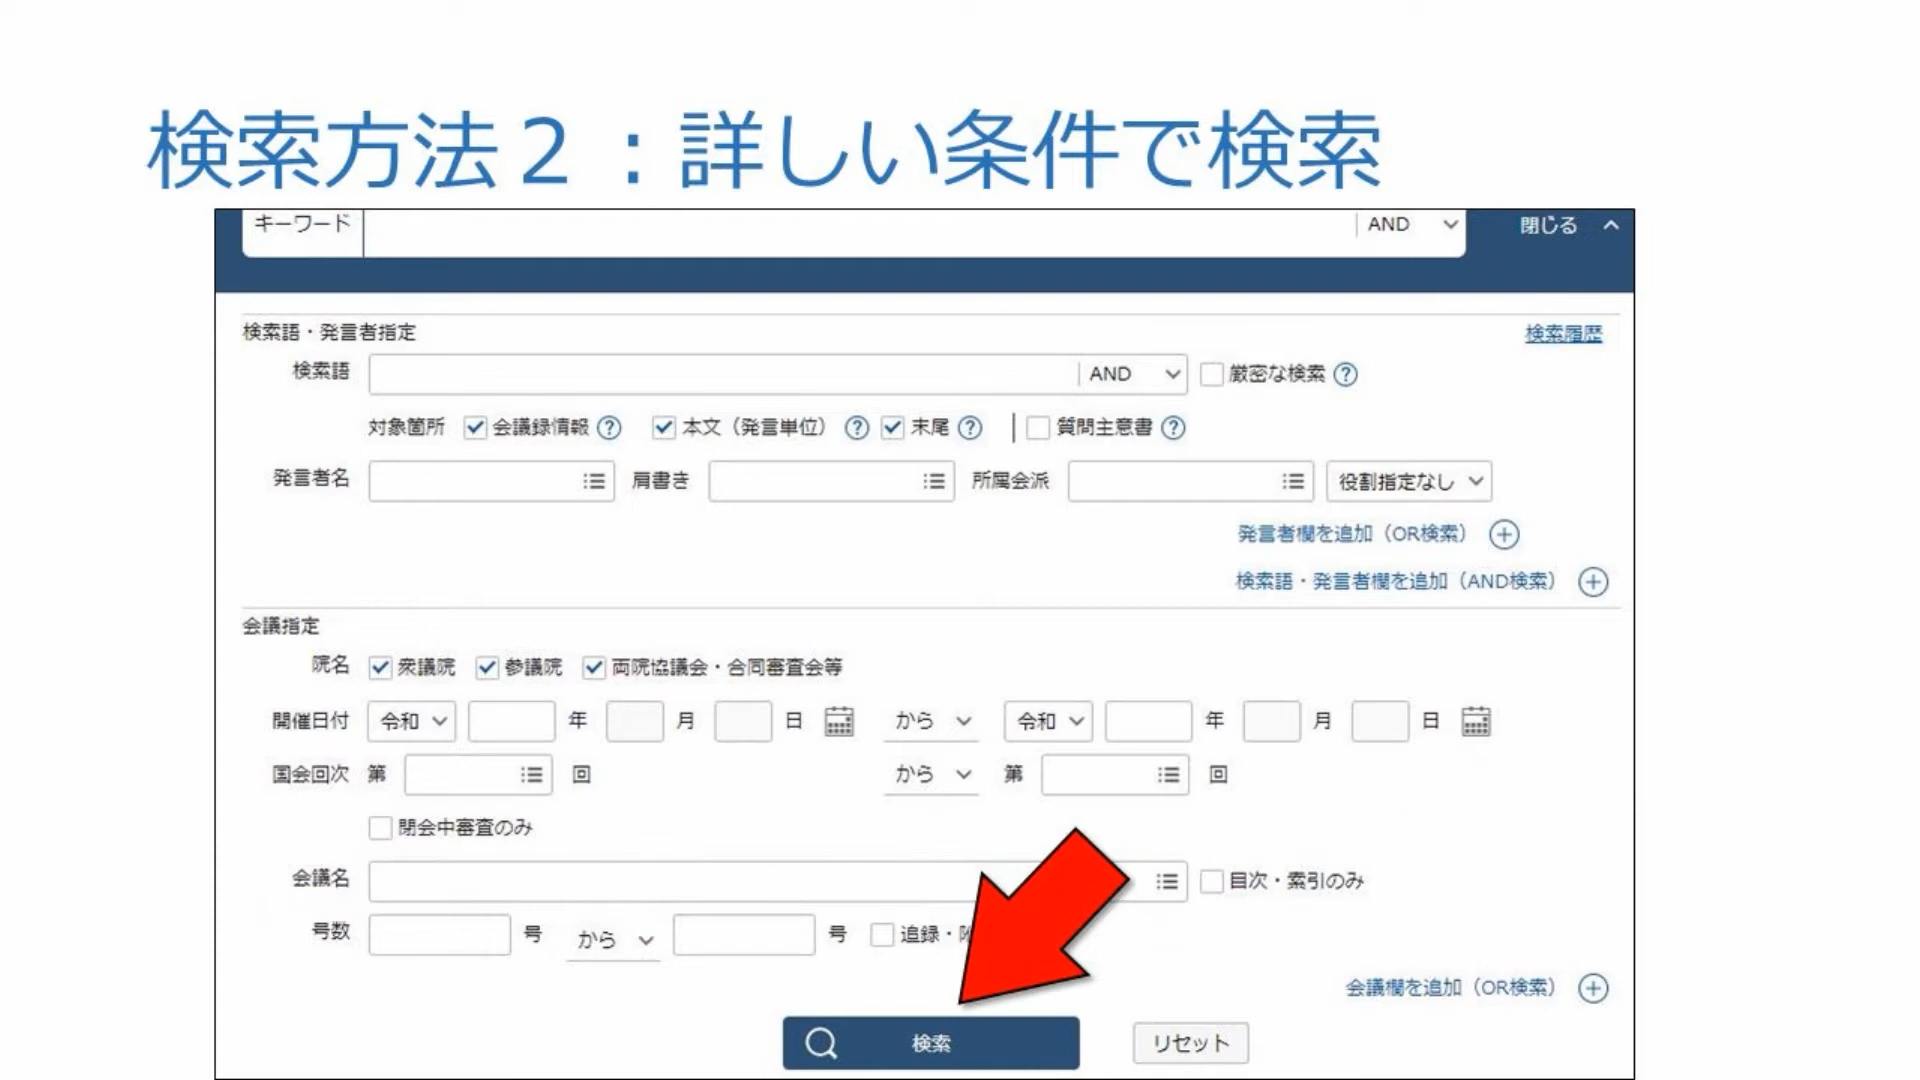 検索方法２：詳しい条件で検索
キーワード AND 閉じる
検索語・発言者指定 検索履歴
検索語 AND 厳密な検索 ?
対象箇所 会議録情報 ? 本文（発言単位） ? 末尾 ? | 質問主意書 ?
発言者名 肩書き 所属会派 役割指定なし
発言者欄を追加（OR検索）
検索語・発言者欄を追加（AND検索）
会議指定
院名 衆議院 参議院 両院協議会・合同審査会等
開催日付 令和 年 月 日 から 令和 年 月 日
国会回次 第 回 から 第 回
閉会中審査のみ
会議名 目次・索引のみ
号数 号 から 号 追録・
会議欄を追加（OR検索）
検索 リセット